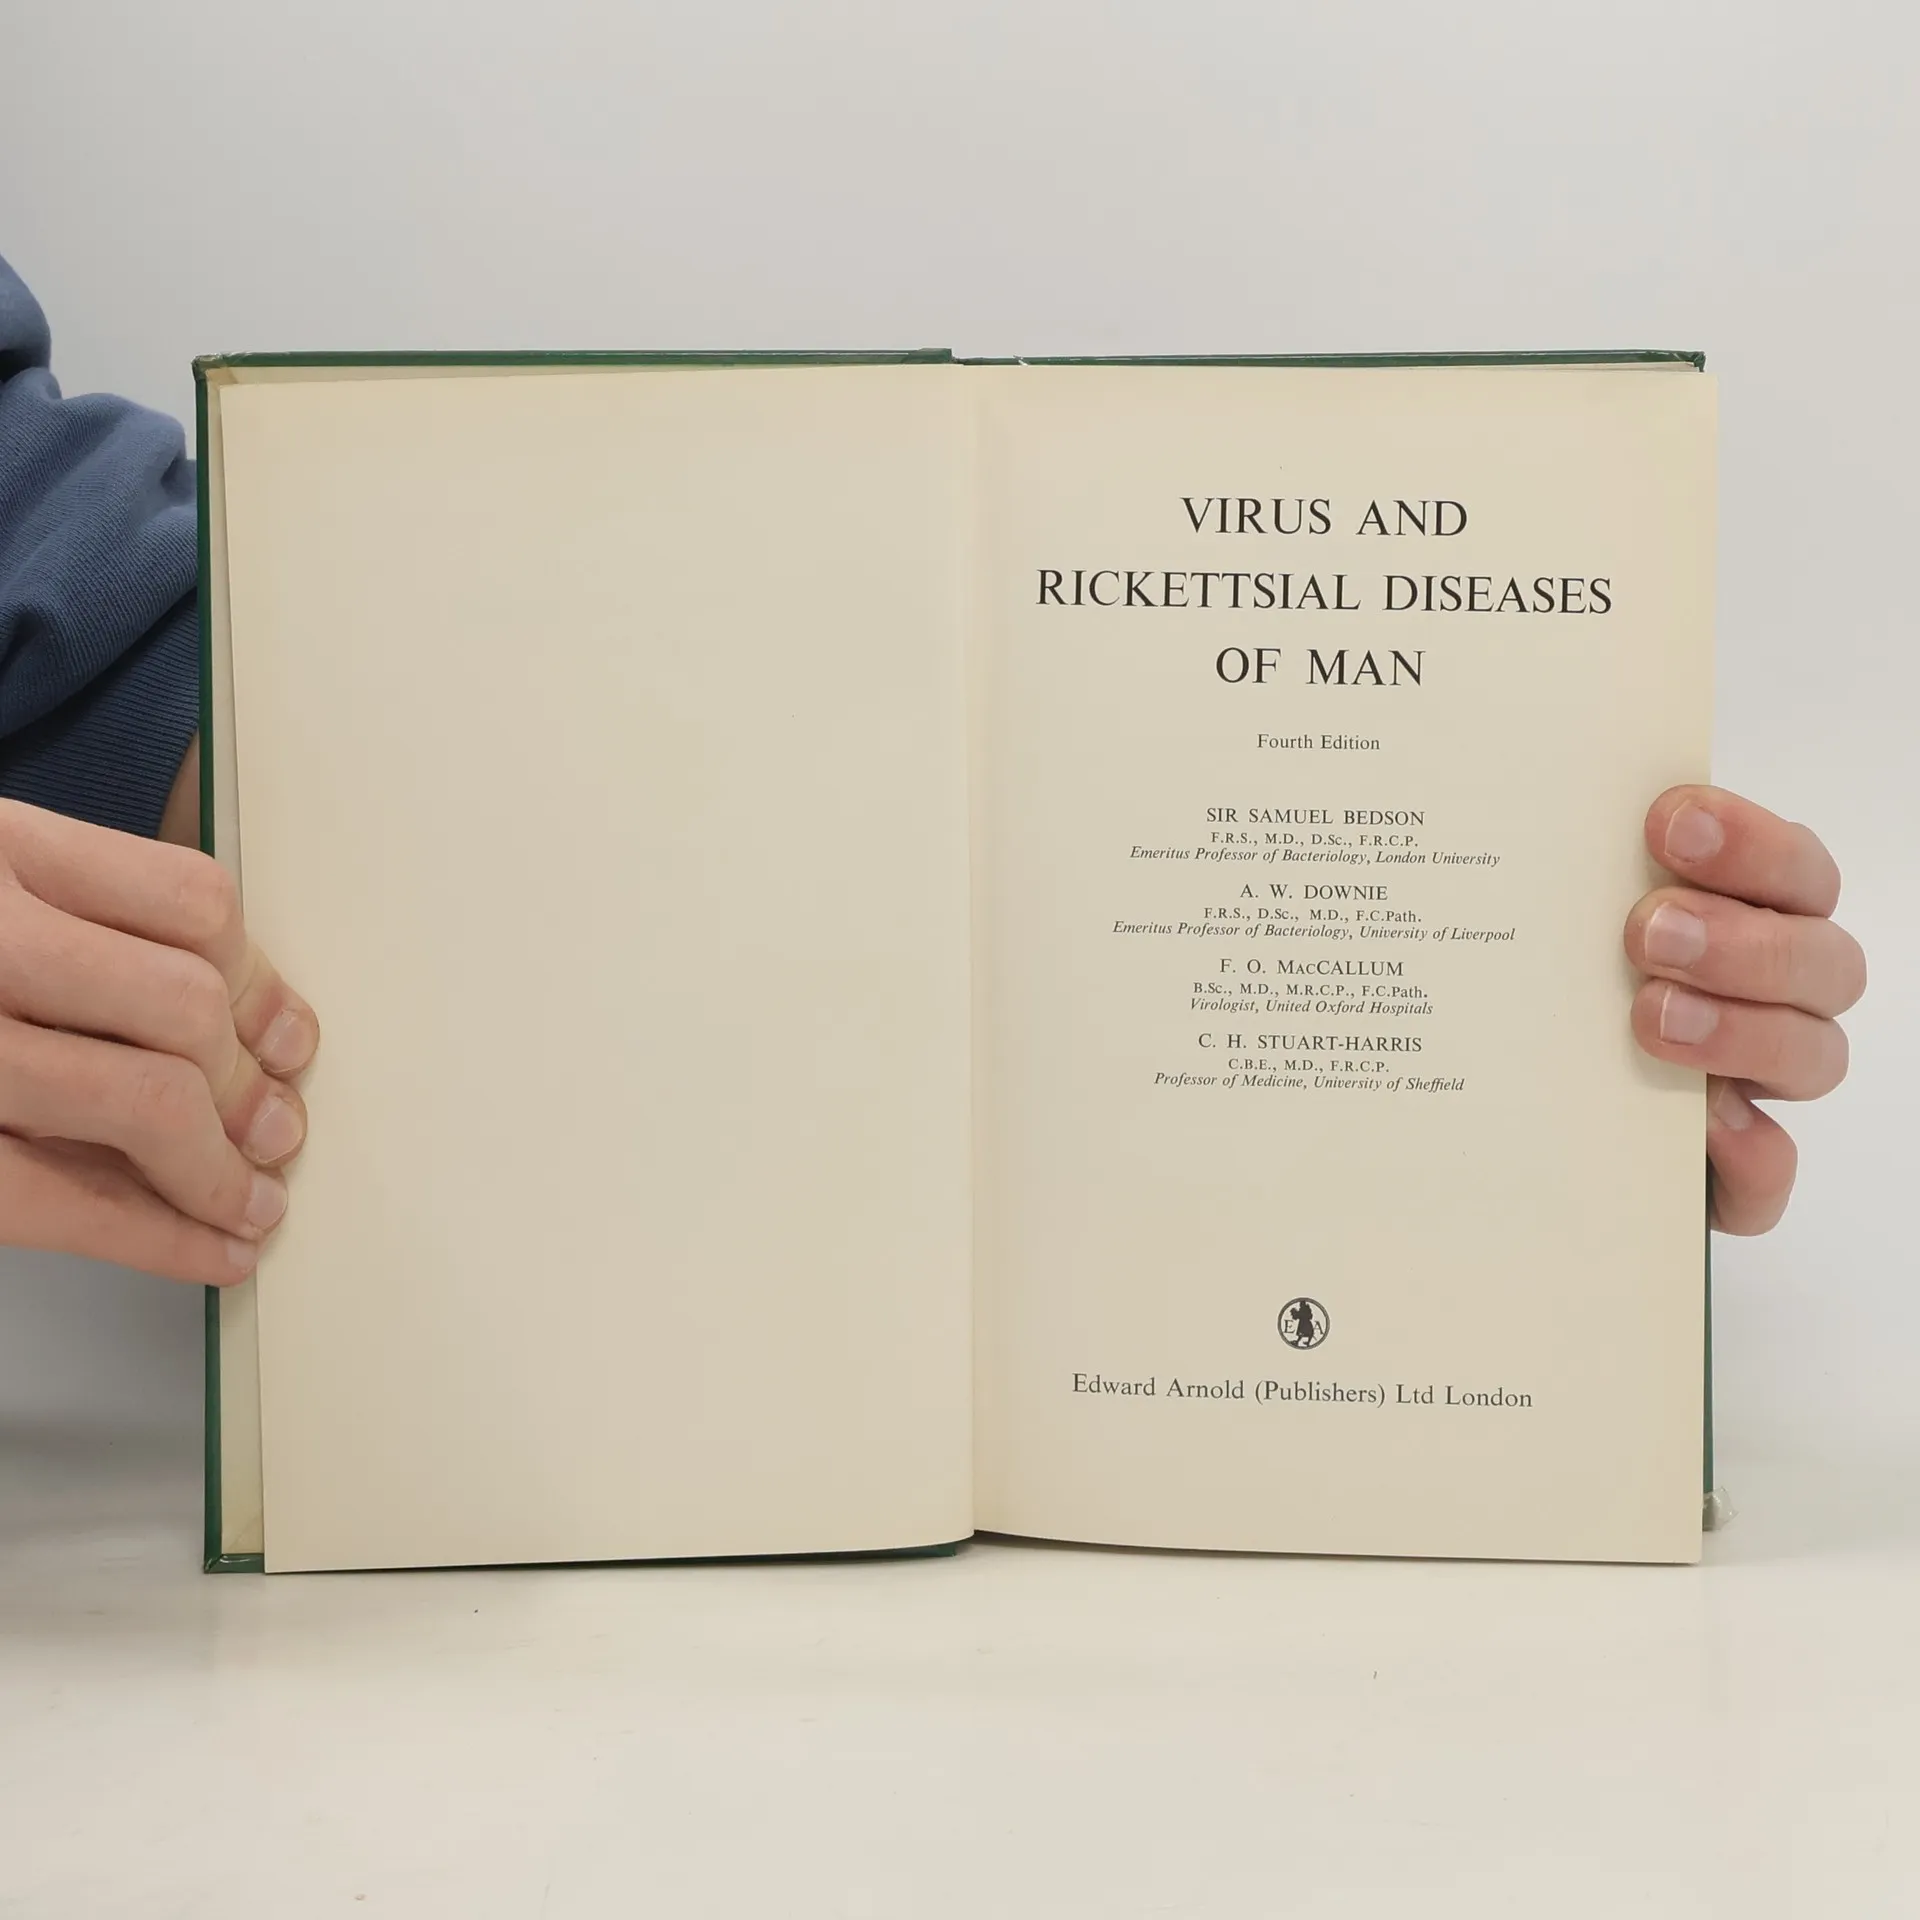 VIRUS AND
RICKETTSIAL DISEASES
OF MAN
Fourth Edition
SIR SAMUEL BEDSON
F.R.S., M.D., D.Sc., F.R.C.P.
Emeritus Professor of Bacteriology, London University
A. W. DOWNIE
F.R.S., D.Sc., M.D., F.C.Path.
Emeritus Professor of Bacteriology, University of Liverpool
F. O. MacCALLUM
B.Sc., M.D., M.R.C.P., F.C.Path.
Virologist, United Oxford Hospitals
C. H. STUART-HARRIS
C.B.E., M.D., F.R.C.P.
Professor of Medicine, University of Sheffield
E A
Edward Arnold (Publishers) Ltd London